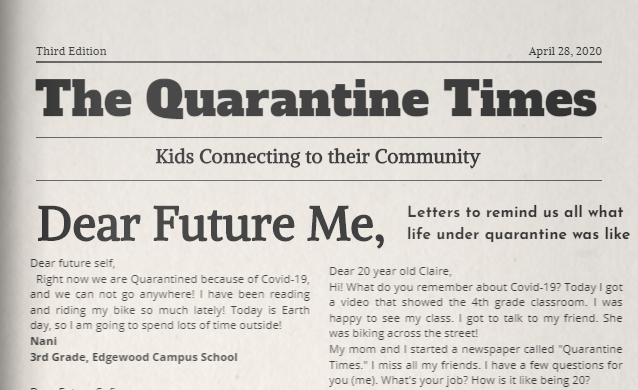 Third Edition
April 28, 2020
The Quarantine Times
Kids Connecting to their Community
Dear Future Me,
Letters to remind us all what
life under quarantine was like
Dear future self,
Right now we are Quarantined because of Covid-19,
and we can not go anywhere! I have been reading
and riding my bike so much lately! Today is Earth
day, so I am going to spend lots of time outside!
Nani
3rd Grade, Edgewood Campus School
Dear 20 year old Claire,
Hi! What do you remember about Covid-19? Today I got
a video that showed the 4th grade classroom. I was
happy to see my class. I got to talk to my friend. She
was biking across the street!
My mom and I started a newspaper called "Quarantine
Times." I miss all my friends. I have a few questions for
you (me). What's your job? How is it like being 20?